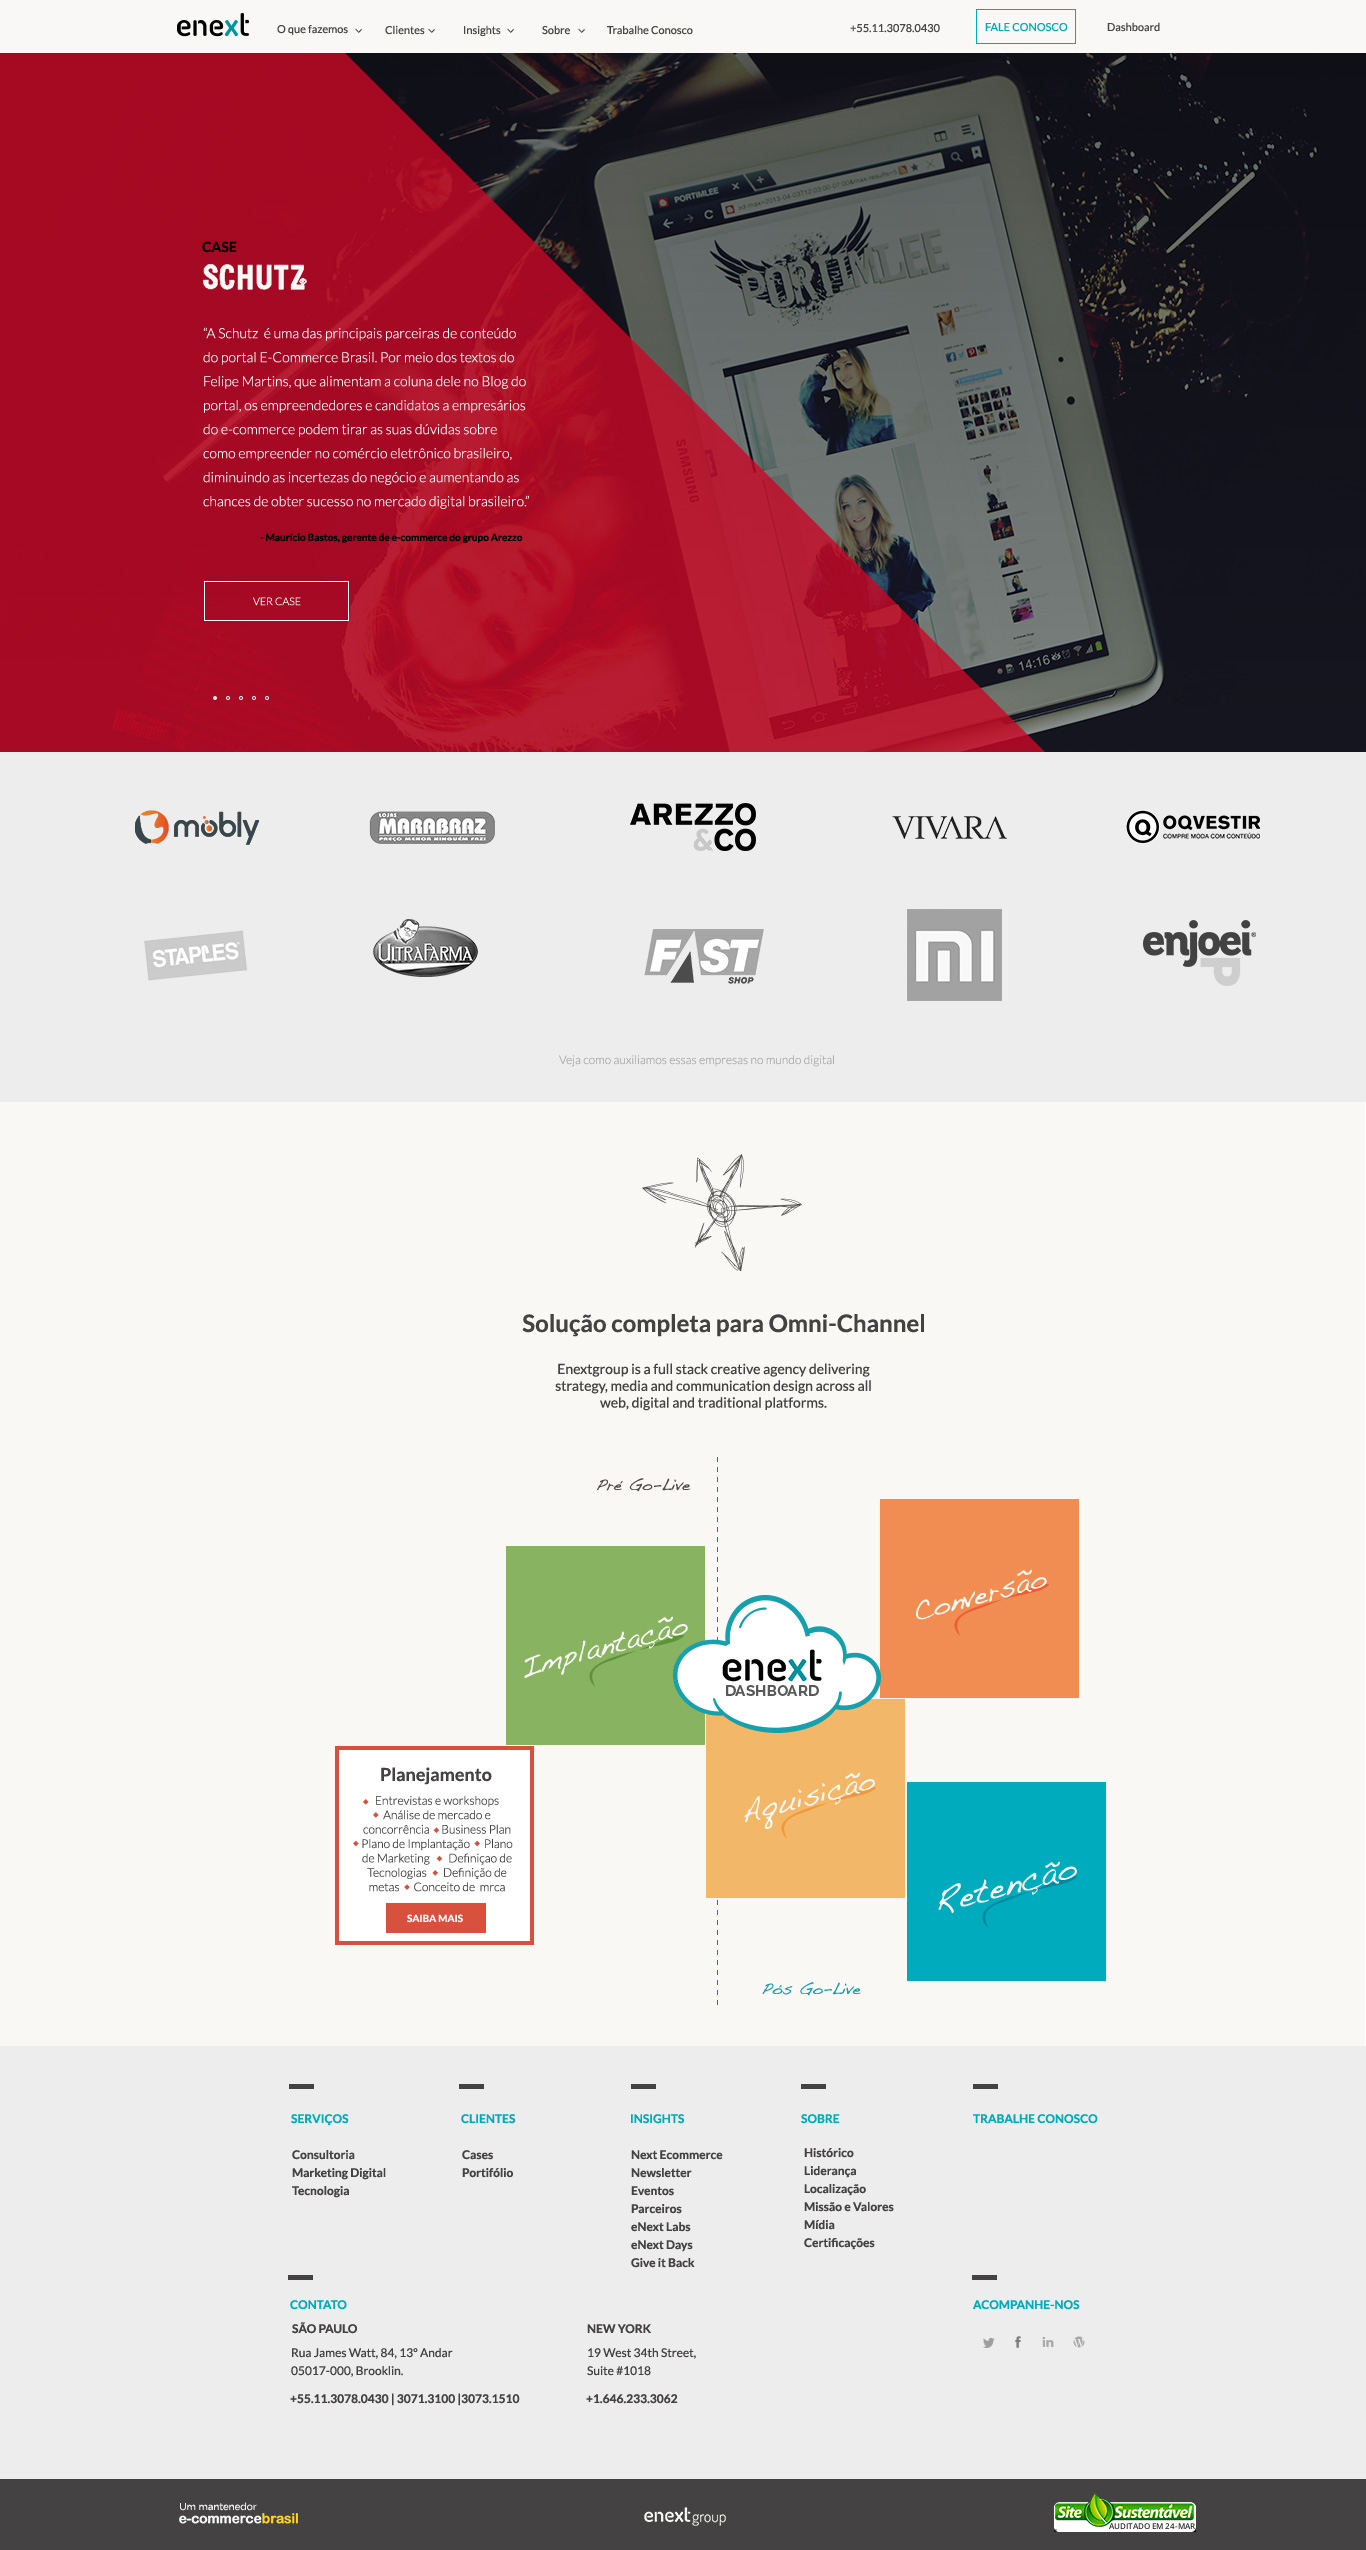 enext
O que fazemos
Clientes
Insights
Sobre
Trabalhe Conosco
+55.11.3078.0430
FALE CONOSCO
Dashboard
PORTIMLEE
PORTIMLEE
SAMSUNG
14:16
CASE
SCHUTZ
“A Schutz é uma das principais parceiras de conteúdo
do portal E-Commerce Brasil. Por meio dos textos do
Felipe Martins, que alimentam a coluna dele no Blog do
portal, os empreendedores e candidatos a empresários
do e-commerce podem tirar as suas dúvidas sobre
como empreender no comércio eletrônico brasileiro,
diminuindo as incertezas do negócio e aumentando as
chances de obter sucesso no mercado digital brasileiro.”
- Maurício Bastos, gerente de e-commerce do grupo Arezzo
VER CASE
mobly
LOJAS
MARABRAZ
PREÇO MENOR NINGUÉM FAZ!
AREZZO
&CO
VIVARA
OQVESTIR
COMPRE MODA COM CONTEÚDO
STAPLES
ULTRAFARMA
FAST
SHOP
MI
enjoei
P
Veja como auxiliamos essas empresas no mundo digital
Solução completa para Omni-Channel
Enextgroup is a full stack creative agency delivering
strategy, media and communication design across all
web, digital and traditional platforms.
Pré Go-Live
Conversão
Implantação
enext
DASHBOARD
Aquisição
Planejamento
Entrevistas e workshops
Análise de mercado e
concorrência Business Plan
Plano de Implantação Plano
de Marketing Definiçao de
Tecnologias Definição de
metas Conceito de mrca
SAIBA MAIS
Retenção
Pós Go-Live
SERVIÇOS
Consultoria
Marketing Digital
Tecnologia
CLIENTES
Cases
Portifólio
INSIGHTS
Next Ecommerce
Newsletter
Eventos
Parceiros
eNext Labs
eNext Days
Give it Back
SOBRE
Histórico
Liderança
Localização
Missão e Valores
Mídia
Certificações
TRABALHE CONOSCO
CONTATO
SÃO PAULO
Rua James Watt, 84, 13º Andar
05017-000, Brooklin.
+55.11.3078.0430 | 3071.3100 |3073.1510
NEW YORK
19 West 34th Street,
Suite #1018
+1.646.233.3062
ACOMPANHE-NOS
Um mantenedor
e-commercebrasil
enextgroup
Site Sustentável
AUDITADO EM 24-MAR